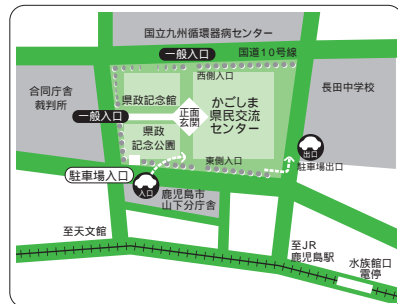 国立九州循環器病センター
一般入口
国道10号線
西側入口
長田中学校
合同庁舎
裁判所
県政記念館
かごしま
県民交流
センター
正面
玄関
一般入口
県政
記念公園
東側入口
出口
駐車場出口
駐車場入口
入口
鹿児島市
山下分庁舎
至天文館
至JR
鹿児島駅
水族館口
電停